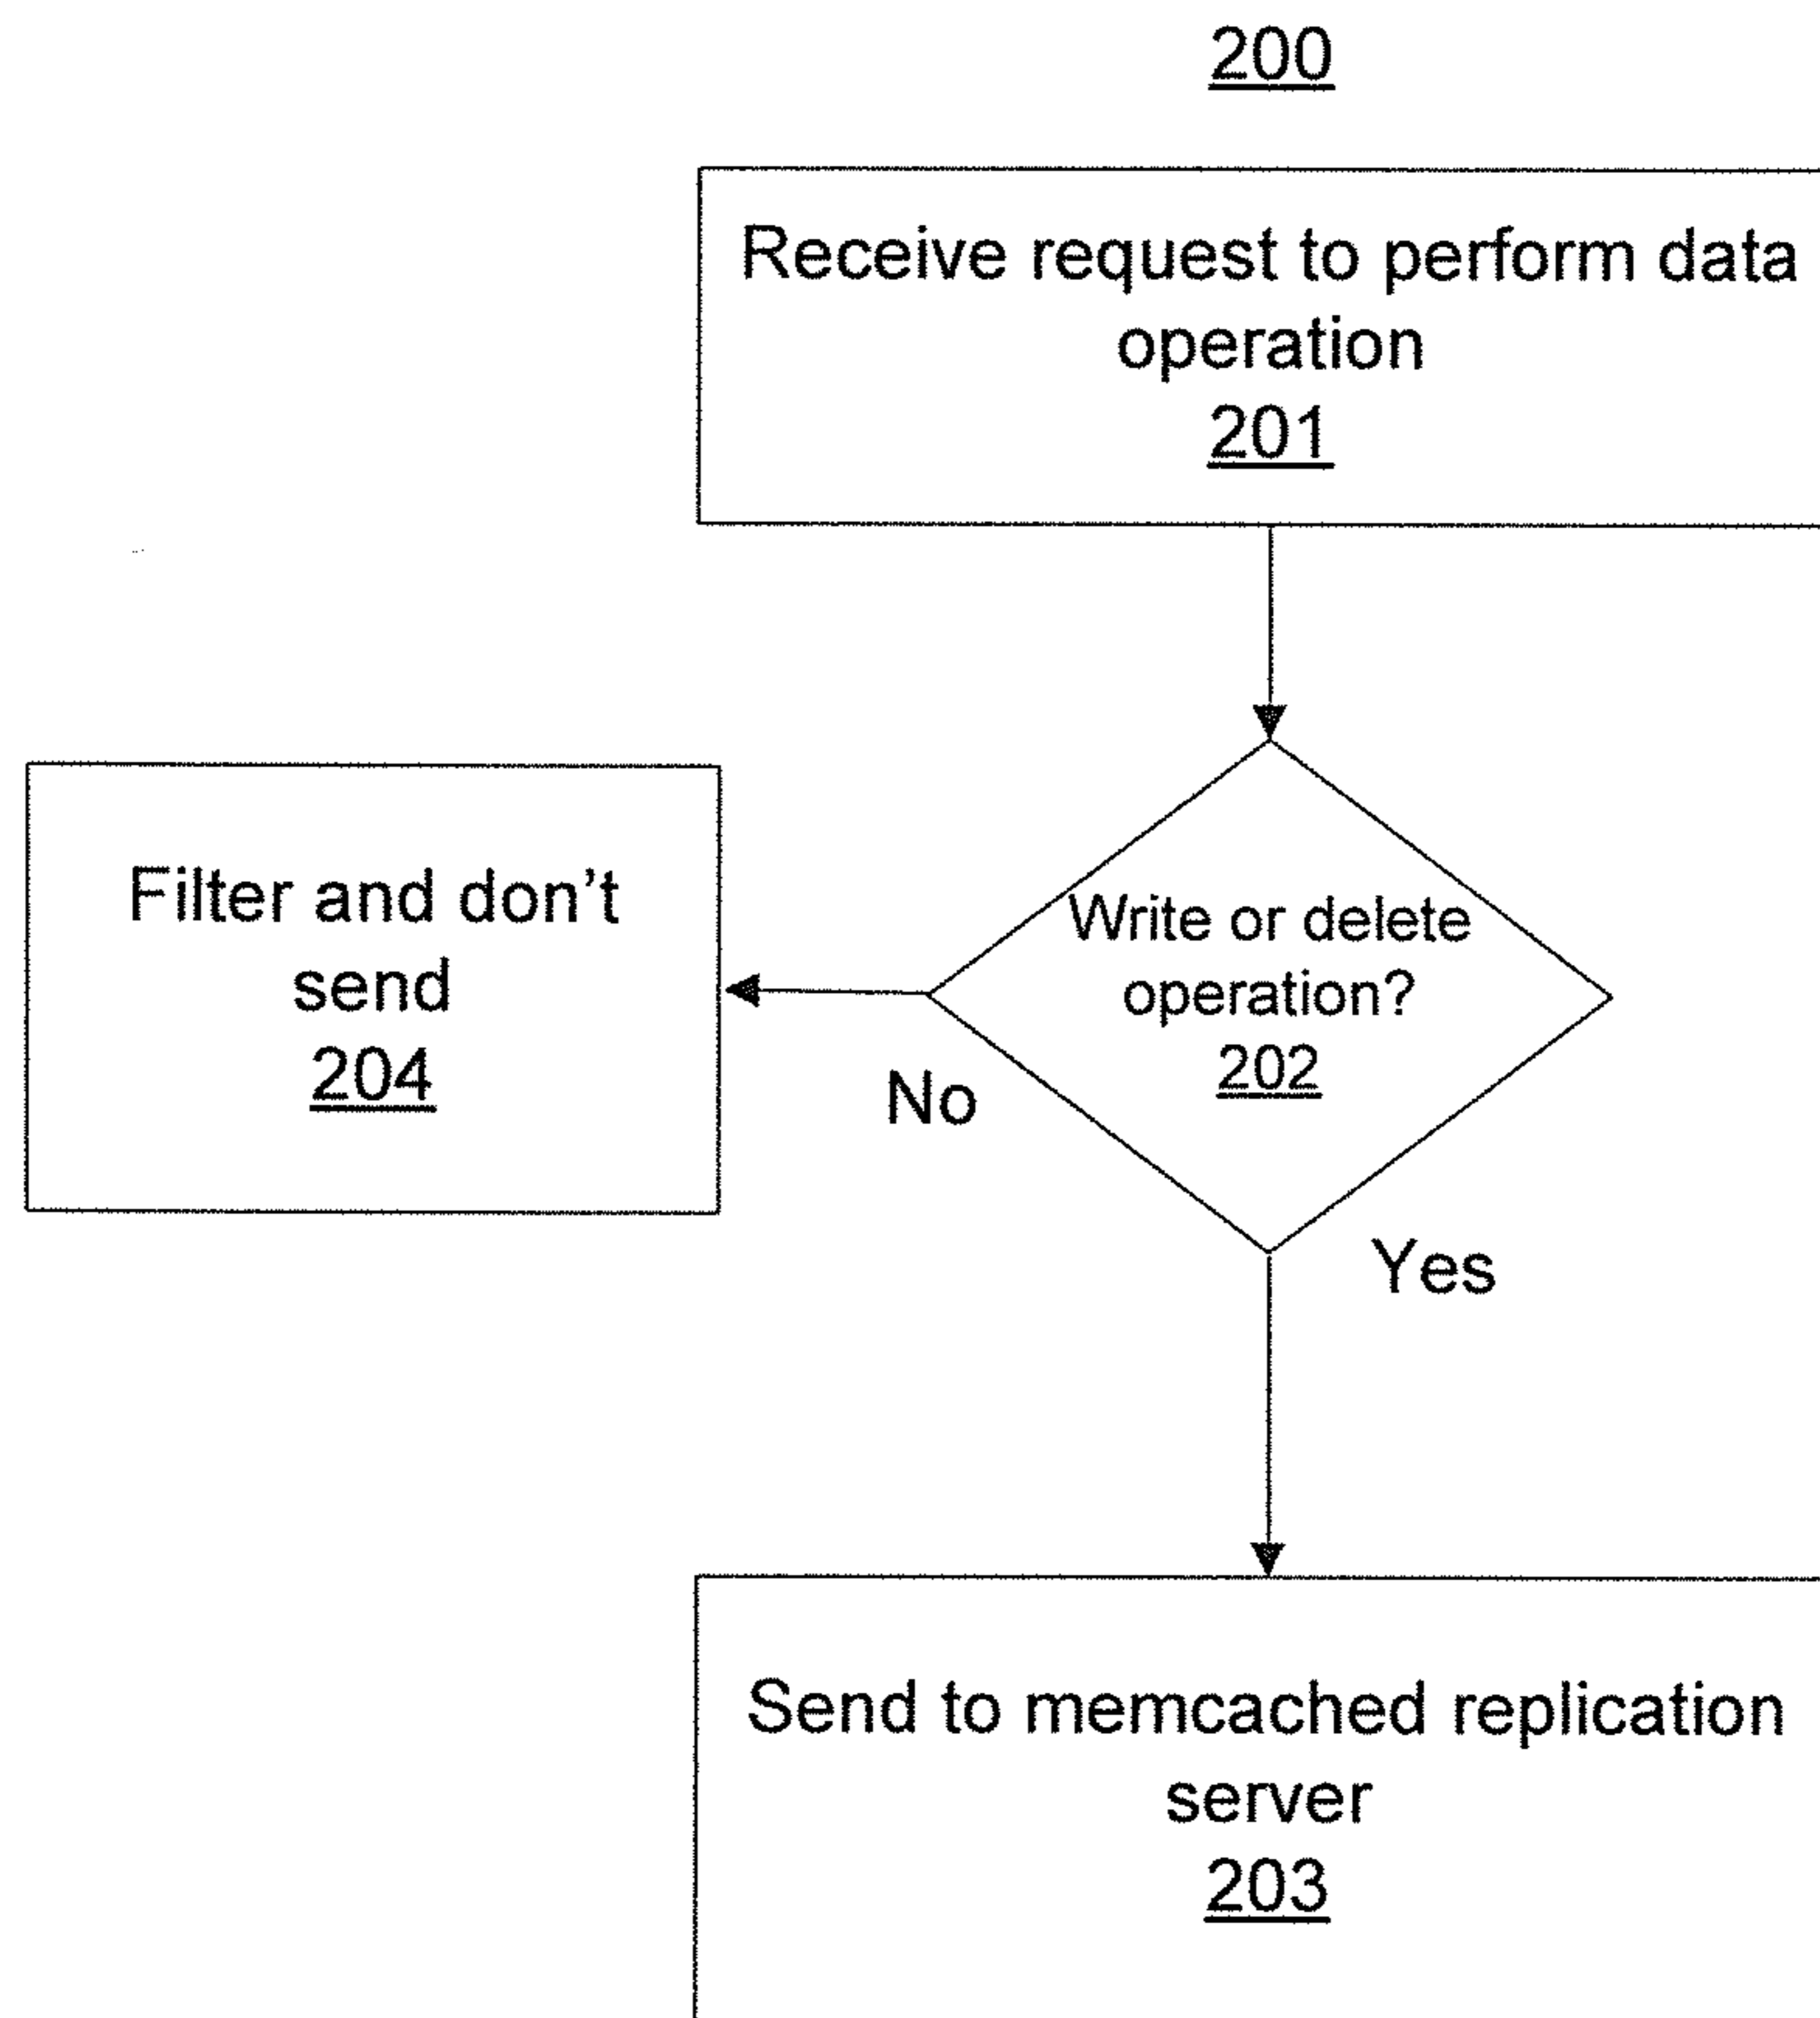 200
Receive request to perform data
operation
201
Write or delete
operation?
202
Filter and don't
send
204
No
Yes
Send to memcached replication
server
203